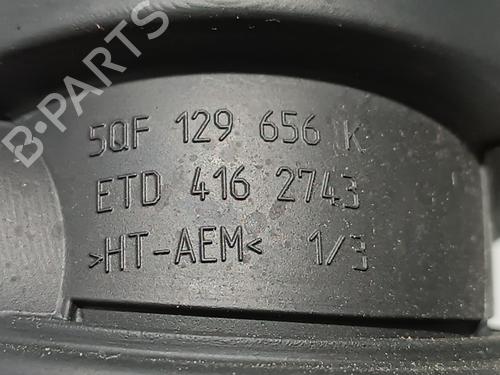 B-PARTS
5QF 129 656 K
ETD 416 2743
>HT-AEM< 1/3